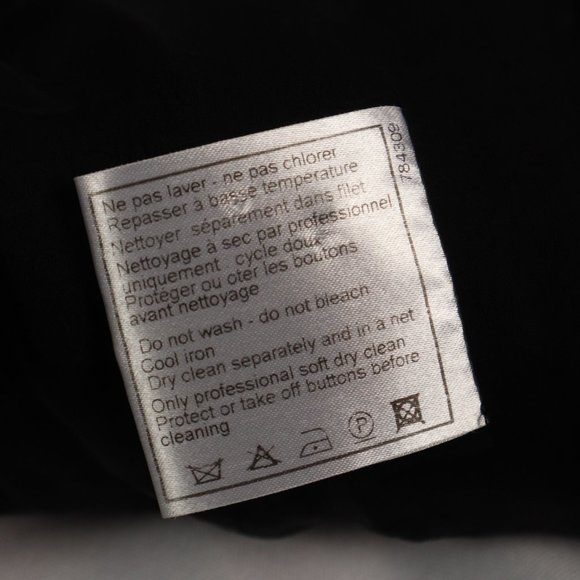 Ne pas laver - ne pas chlorer
Repasser à basse température
Nettoyer séparement dans filet
Nettoyage à sec par professionnel
uniquement : cycle doux
Protéger ou oter les boutons
avant nettoyage
Do not wash - do not bleach
Cool iron
Dry clean separately and in a net
Only professional soft dry clean
Protect or take off buttons before
cleaning
P
784309